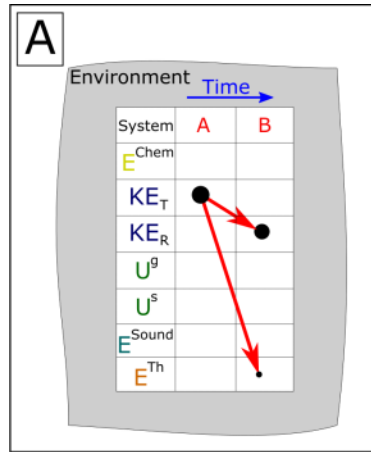 A
Environment
Time
System A B
E^Chem
KE_T
KE_R
U^g
U^s
E^Sound
E^Th